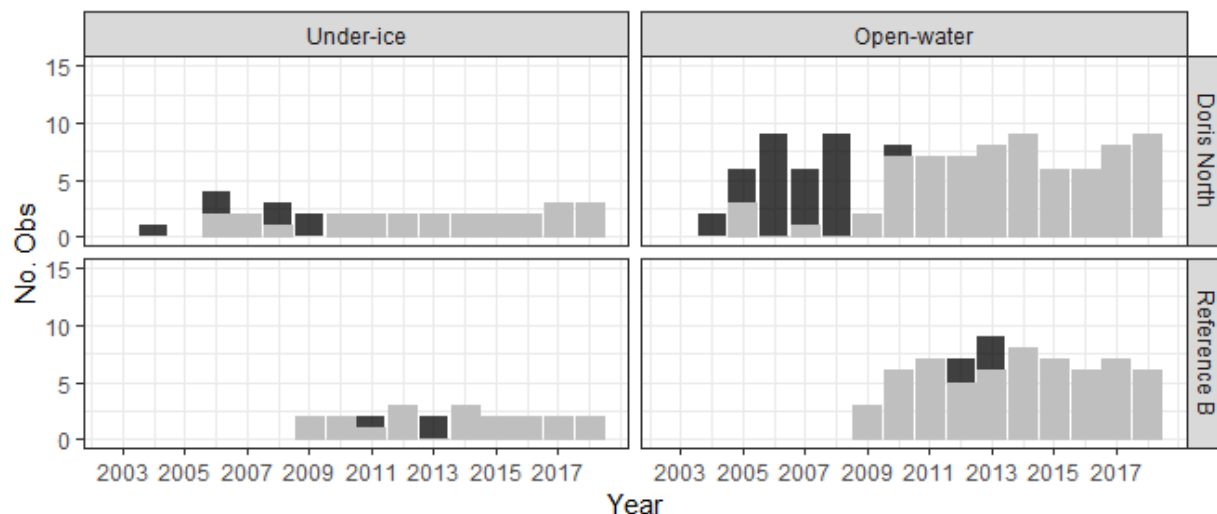 Under-ice Open-water
15
10
5
0
Doris North
15
10
5
0
Reference B
No. Obs
2003 2005 2007 2009 2011 2013 2015 2017 2003 2005 2007 2009 2011 2013 2015 2017
Year